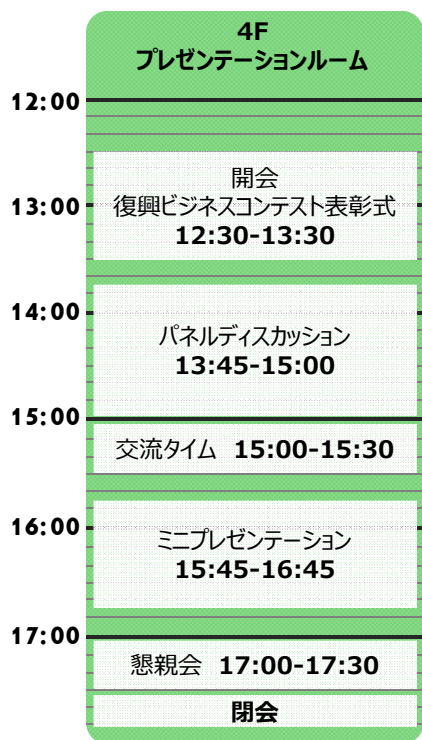 4F
プレゼンテーションルーム
12:00
開会
13:00
復興ビジネスコンテスト表彰式
12:30-13:30
14:00
パネルディスカッション
13:45-15:00
15:00
交流タイム 15:00-15:30
16:00
ミニプレゼンテーション
15:45-16:45
17:00
懇親会 17:00-17:30
閉会